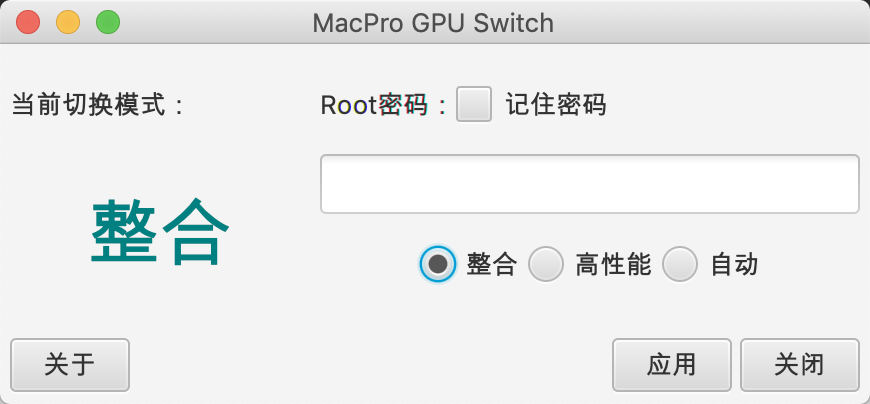 MacPro GPU Switch
当前切换模式：
Root密码： 记住密码
整合
整合 高性能 自动
关于 应用 关闭